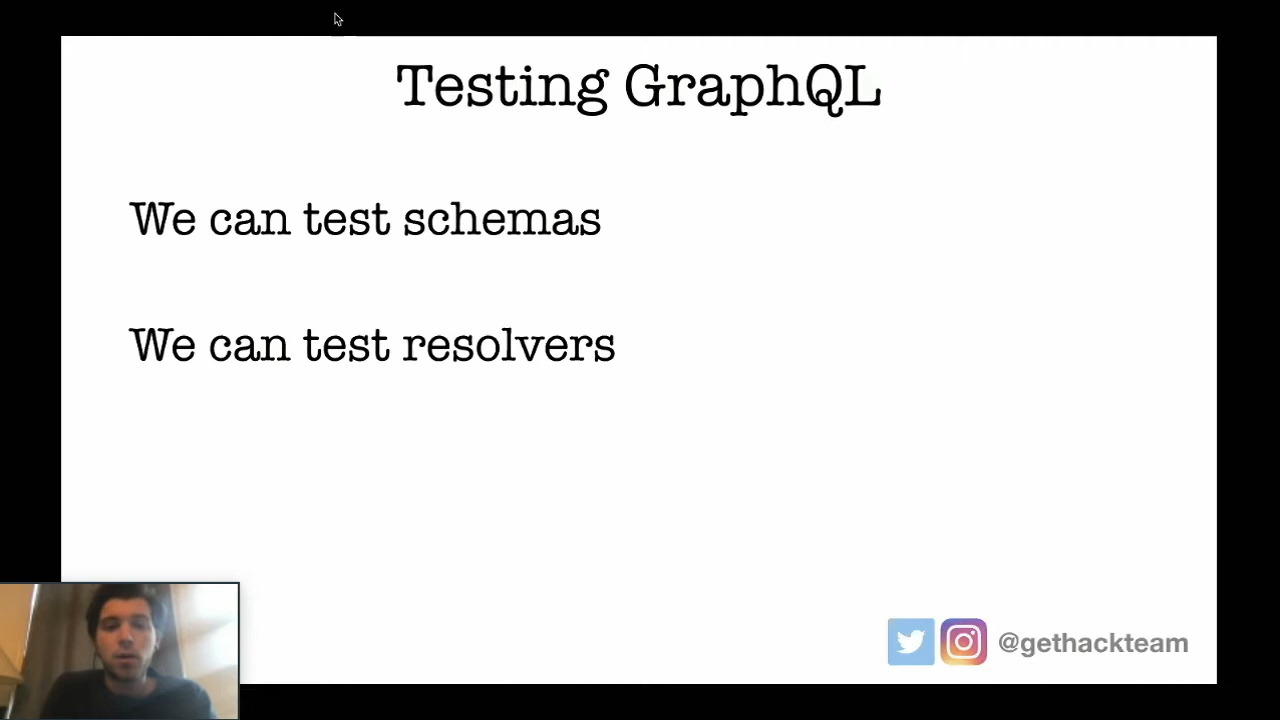 Testing GraphQL
We can test schemas
We can test resolvers
@gethackteam